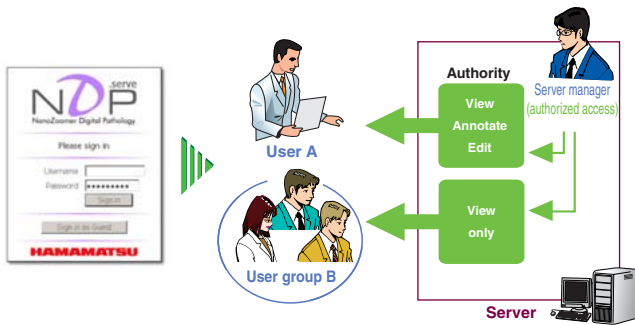 .serve
NDP
NanoZoomer Digital Pathology
Please sign in
Username
Password
Sign in
Sign in as Guest
HAMAMATSU
User A
User group B
Authority
View
Annotate
Edit
View
only
Server manager
(authorized access)
Server